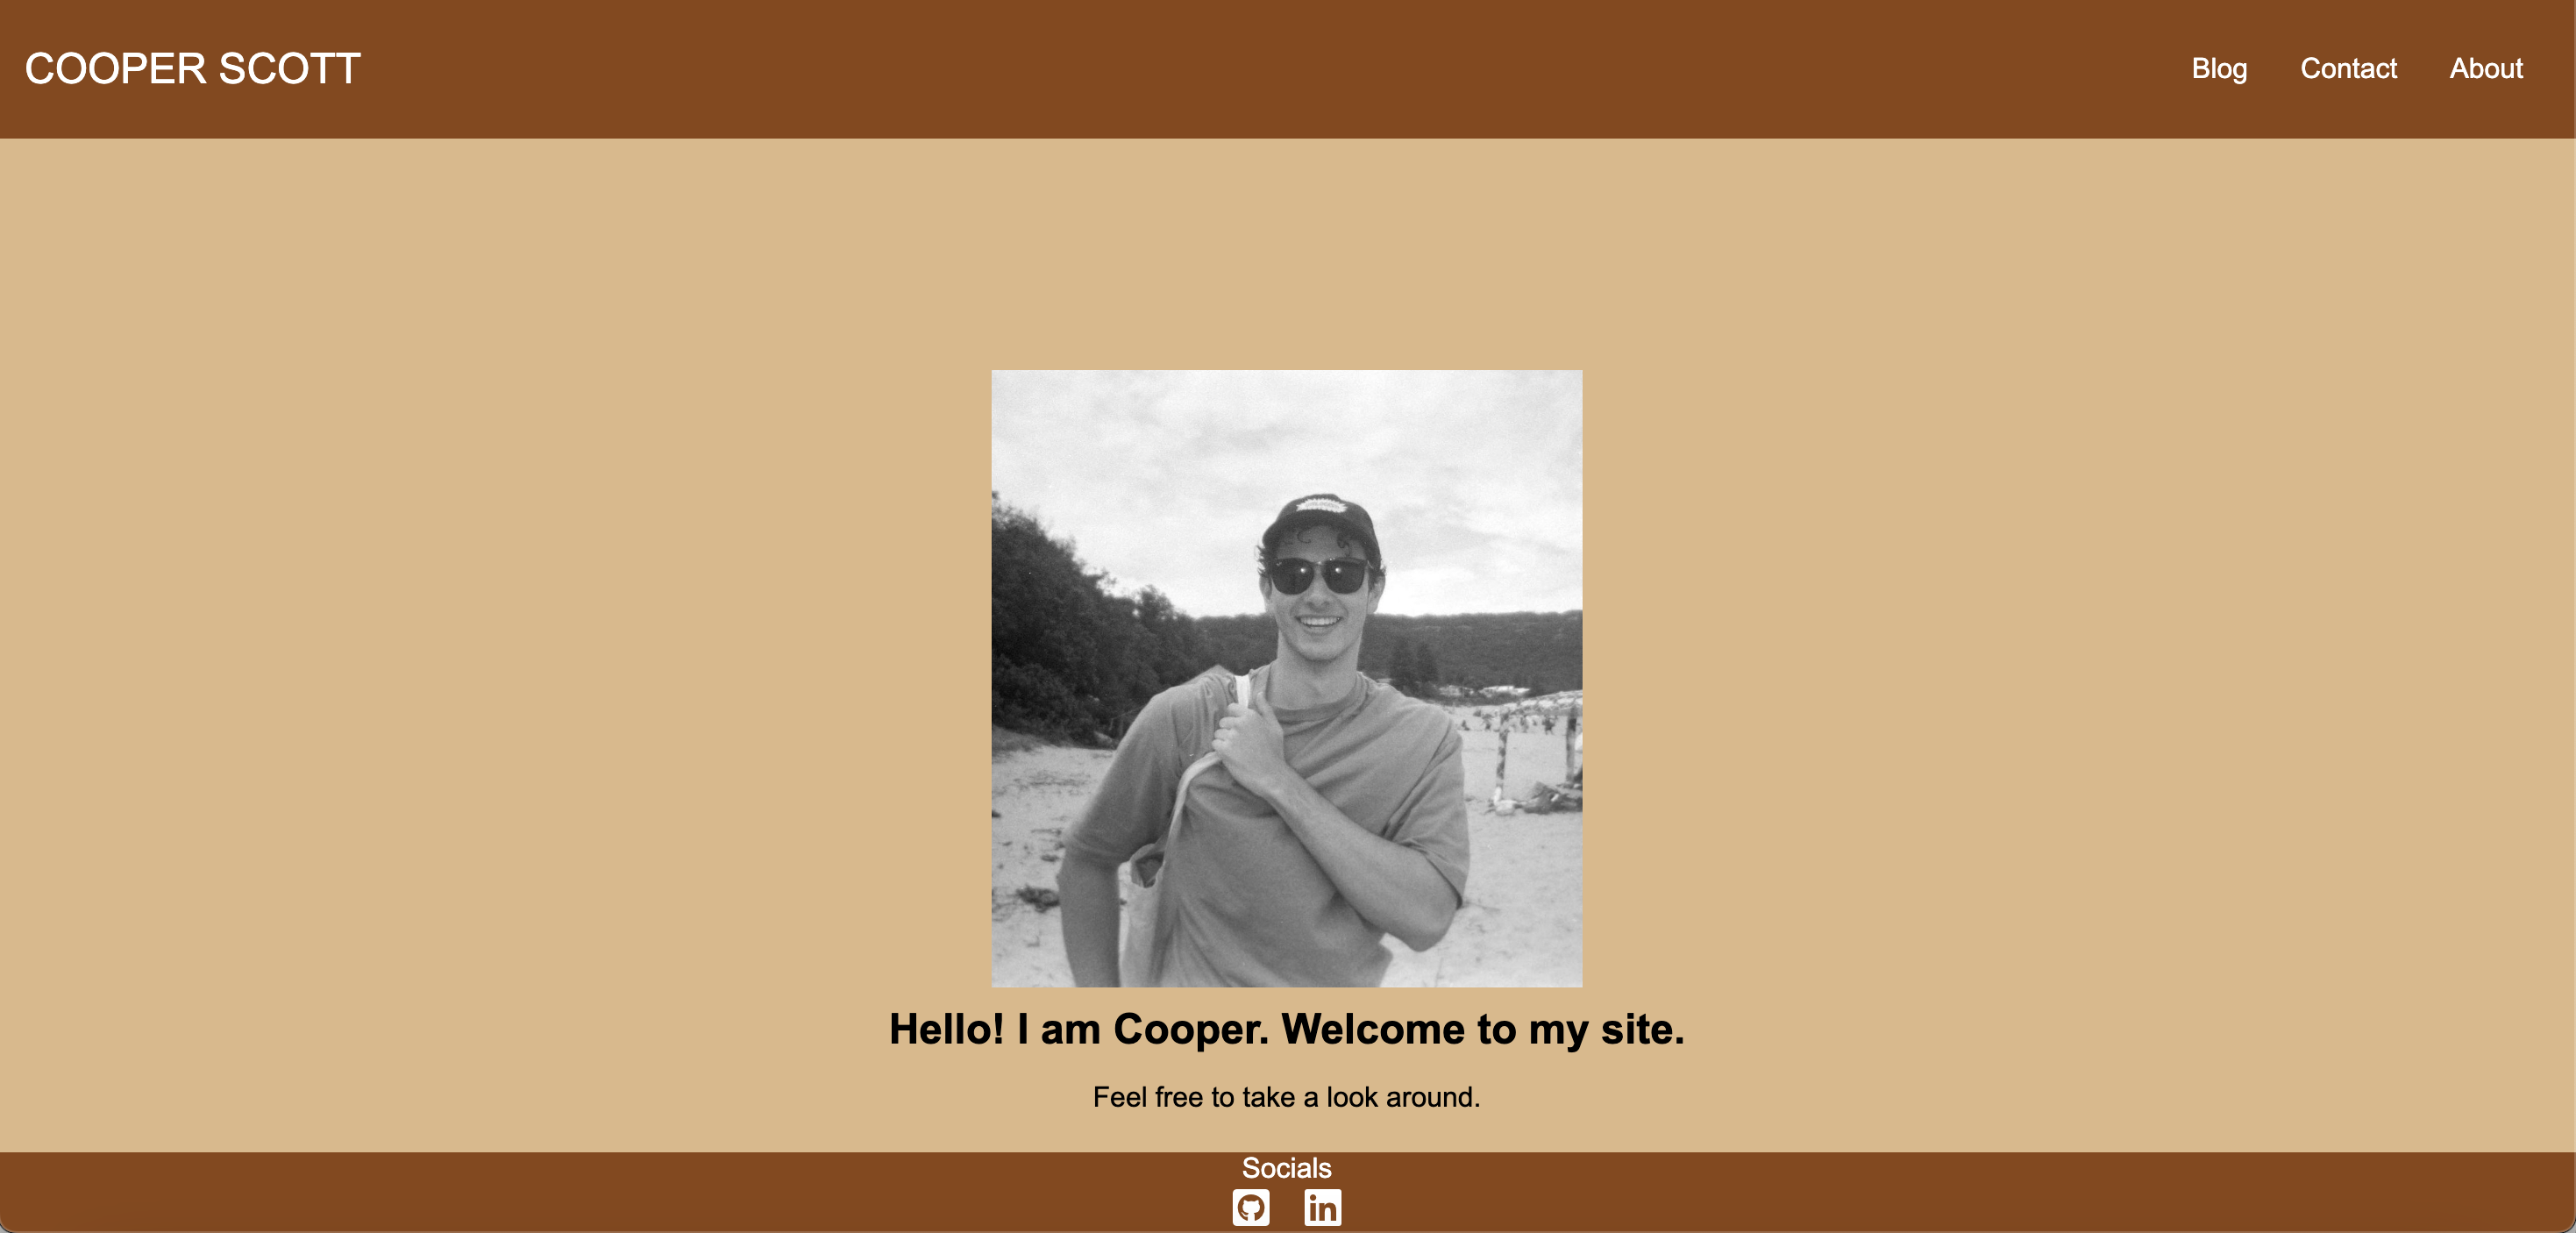 COOPER SCOTT
Blog Contact About
Hello! I am Cooper. Welcome to my site.
Feel free to take a look around.
Socials
in